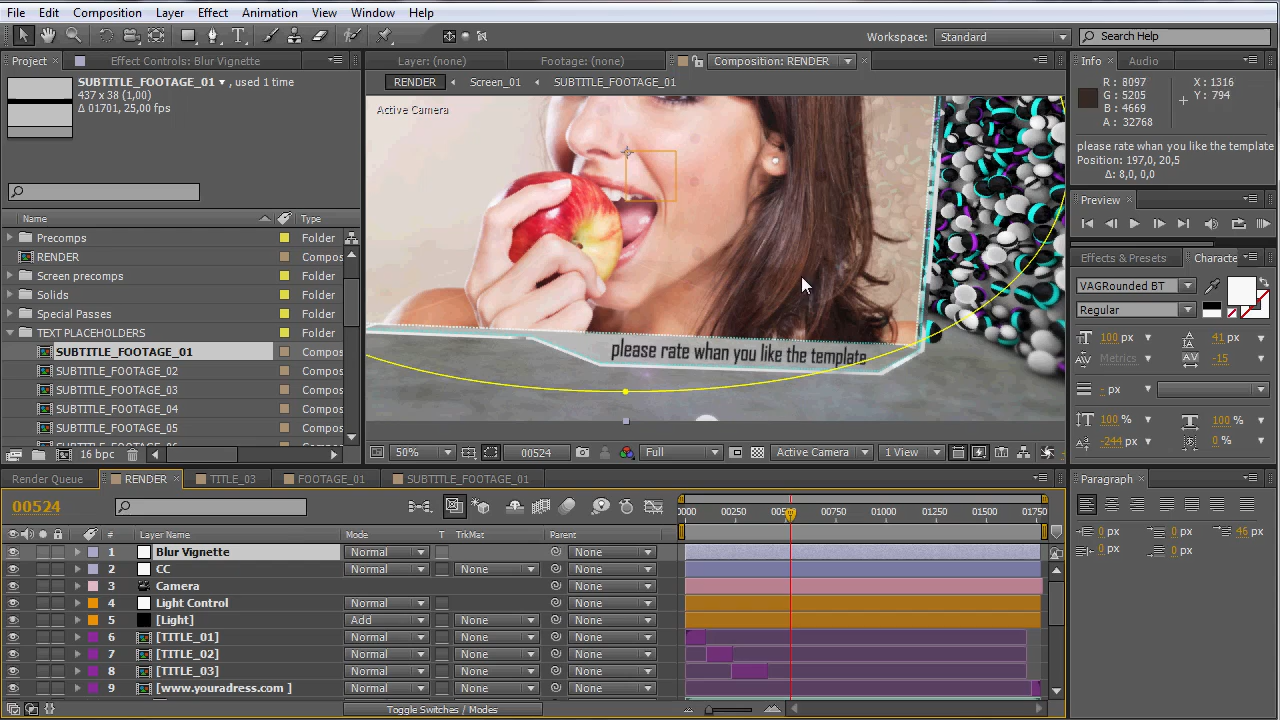 File Edit Composition Layer Effect Animation View Window Help
Workspace: Standard Search Help
Project Effect Controls: Blur Vignette
Layer: (none) Footage: (none) Composition: RENDER
Info Audio
SUBTITLE_FOOTAGE_01 , used 1 time
437 x 38 (1,00)
Δ 01701, 25,00 fps
RENDER Screen_01 SUBTITLE_FOOTAGE_01
Active Camera
R : 8097
G : 5205
B : 4669
A : 32768
X : 1316
Y : 794
please rate whan you like the template
Position: 197,0, 20,5
Δ: 8,0, 0,0
Preview
Name Type
Precomps Folder
RENDER Compos
Screen precomps Folder
Solids Folder
Special Passes Folder
TEXT PLACEHOLDERS Folder
SUBTITLE_FOOTAGE_01 Compos
SUBTITLE_FOOTAGE_02 Compos
SUBTITLE_FOOTAGE_03 Compos
SUBTITLE_FOOTAGE_04 Compos
SUBTITLE_FOOTAGE_05 Compos
16 bpc
please rate whan you like the template
50% 00524 Full Active Camera 1 View
Effects & Presets Characte
VAGRounded BT
Regular
100 px 41 px
Metrics -15
- px
100 % 100 %
-244 px 0 %
Render Queue RENDER TITLE_03 FOOTAGE_01 SUBTITLE_FOOTAGE_01
00524
0000 00250 0050 00750 01000 01250 01500 01750
# Layer Name Mode T TrkMat Parent
1 Blur Vignette Normal None
2 CC Normal None None
3 Camera None
4 Light Control Normal None
5 [Light] Add None None
6 [TITLE_01] Normal None None
7 [TITLE_02] Normal None None
8 [TITLE_03] Normal None None
9 [www.youradress.com ] Normal None None
Toggle Switches / Modes
Paragraph
0 px 0 px 46 px
0 px 0 px